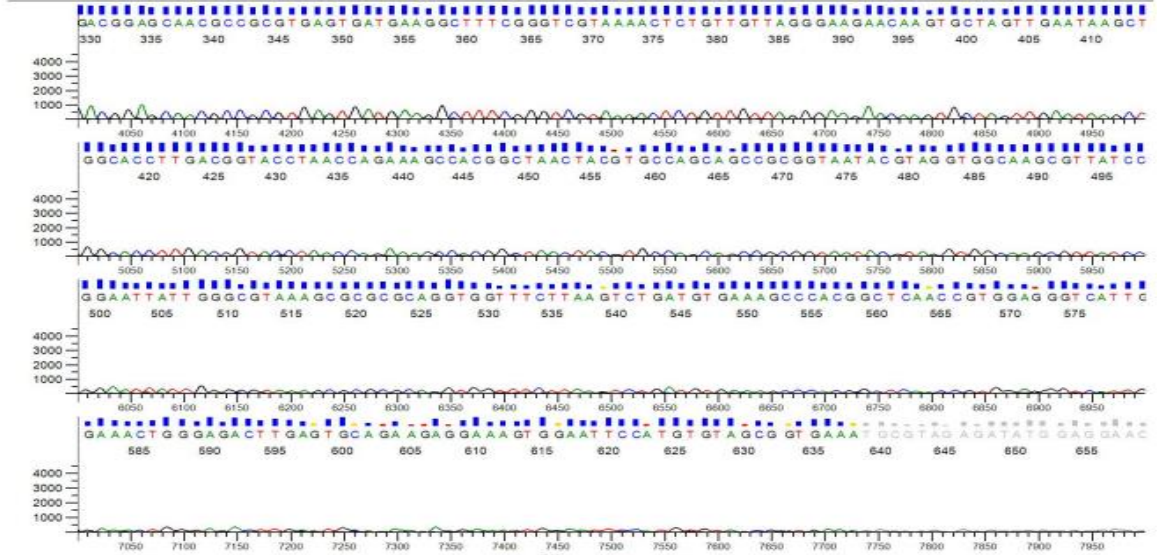 GACGGAGCAACGCCGCGTGAGTGATGAAGGCTTTCGGGTCGTAAAACTCTGTTGTTAGGGAAGAACAAGTGCTAGTTGAATAAGCT
330 335 340 345 350 355 360 365 370 375 380 385 390 395 400 405 410
4000
3000
2000
1000
4050 4100 4150 4200 4250 4300 4350 4400 4450 4500 4550 4600 4650 4700 4750 4800 4850 4900 4950
GGCACCTTGACGGTACCTAACCAGAAAGCCACGGCTAACTACGTGCCAGCAGCCGCGGTAATACGTAGGTGGCAAGCGTTATCC
420 425 430 435 440 445 450 455 460 465 470 475 480 485 490 495
4000
3000
2000
1000
5050 5100 5150 5200 5250 5300 5350 5400 5450 5500 5550 5600 5650 5700 5750 5800 5850 5900 5950
GGAATTATTGGGCGTAAAGCGCGCGCAGGTGGTTTCTTAAGTCTGATGTGAAAGCCCACGGCTCAACCGTGGAGGGTCATTG
500 505 510 515 520 525 530 535 540 545 550 555 560 565 570 575
4000
3000
2000
1000
6050 6100 6150 6200 6250 6300 6350 6400 6450 6500 6550 6600 6650 6700 6750 6800 6850 6900 6950
GAAACTGGGAGACTTGAGTGCAGAAGAGGAAAGTGGAATTCCATGTGTAGCGGTGAAATGCGTAGAGATATGGAGGAAC
585 590 595 600 605 610 615 620 625 630 635 640 645 650 655
4000
3000
2000
1000
7050 7100 7150 7200 7250 7300 7350 7400 7450 7500 7550 7600 7650 7700 7750 7800 7850 7900 7950